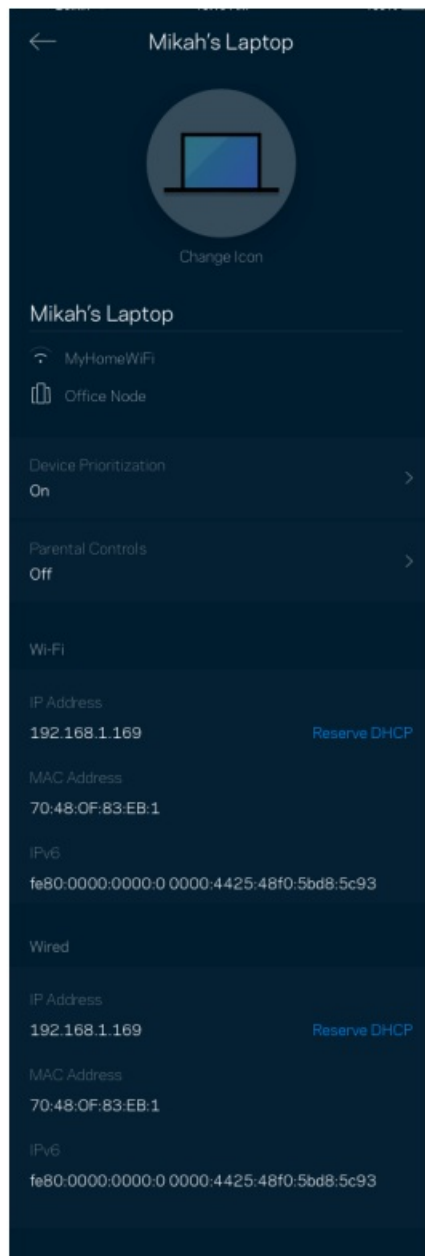 Mikah's Laptop
Change Icon
Mikah's Laptop
MyHomeWiFi
Office Node
Device Prioritization
On
Parental Controls
Off
Wi-Fi
IP Address
192.168.1.169 Reserve DHCP
MAC Address
70:48:0F:83:EB:1
IPv6
fe80:0000:0000:0 0000:4425:48f0:5bd8:5c93
Wired
IP Address
192.168.1.169 Reserve DHCP
MAC Address
70:48:0F:83:EB:1
IPv6
fe80:0000:0000:0 0000:4425:48f0:5bd8:5c93